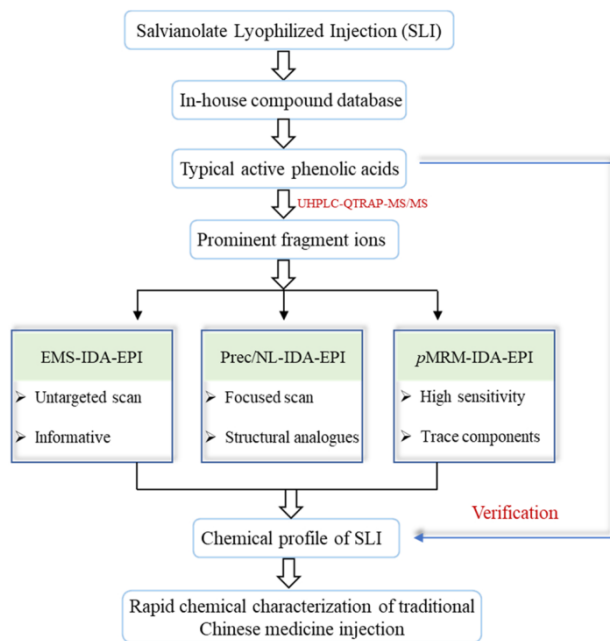 Salvianolate Lyophilized Injection (SLI)
In-house compound database
Typical active phenolic acids
UHPLC-QTRAP-MS/MS
Prominent fragment ions
EMS-IDA-EPI
➢ Untargeted scan
➢ Informative
Prec/NL-IDA-EPI
➢ Focused scan
➢ Structural analogues
pMRM-IDA-EPI
➢ High sensitivity
➢ Trace components
Verification
Chemical profile of SLI
Rapid chemical characterization of traditional
Chinese medicine injection